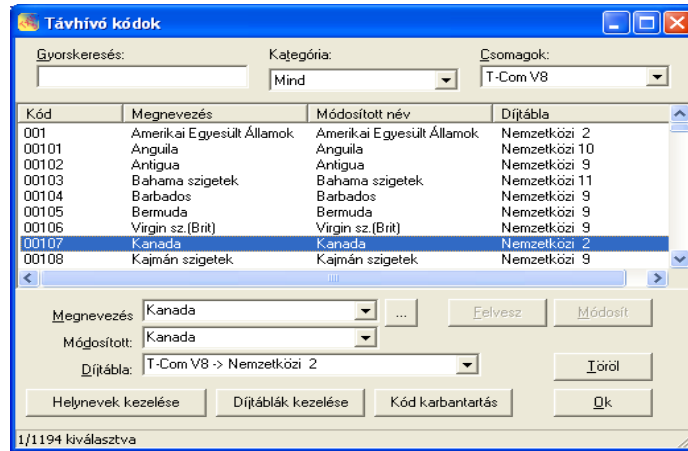 Távhívó kódok
Gyorskeresés: Kategória: Csomagok:
Mind T-Com V8
Kód Megnevezés Módosított név Díjtábla
001 Amerikai Egyesült Államok Amerikai Egyesült Államok Nemzetközi 2
00101 Anguila Anguila Nemzetközi 10
00102 Antigua Antigua Nemzetközi 9
00103 Bahama szigetek Bahama szigetek Nemzetközi 11
00104 Barbados Barbados Nemzetközi 9
00105 Bermuda Bermuda Nemzetközi 9
00106 Virgin sz.(Brit) Virgin sz.(Brit) Nemzetközi 9
00107 Kanada Kanada Nemzetközi 2
00108 Kajmán szigetek Kajmán szigetek Nemzetközi 9
Megnevezés Kanada ... Felvesz Módosít
Módosított: Kanada
Díjtábla: T-Com V8 -> Nemzetközi 2 Töröl
Helynevek kezelése Díjtáblák kezelése Kód karbantartás Ok
1/1194 kiválasztva